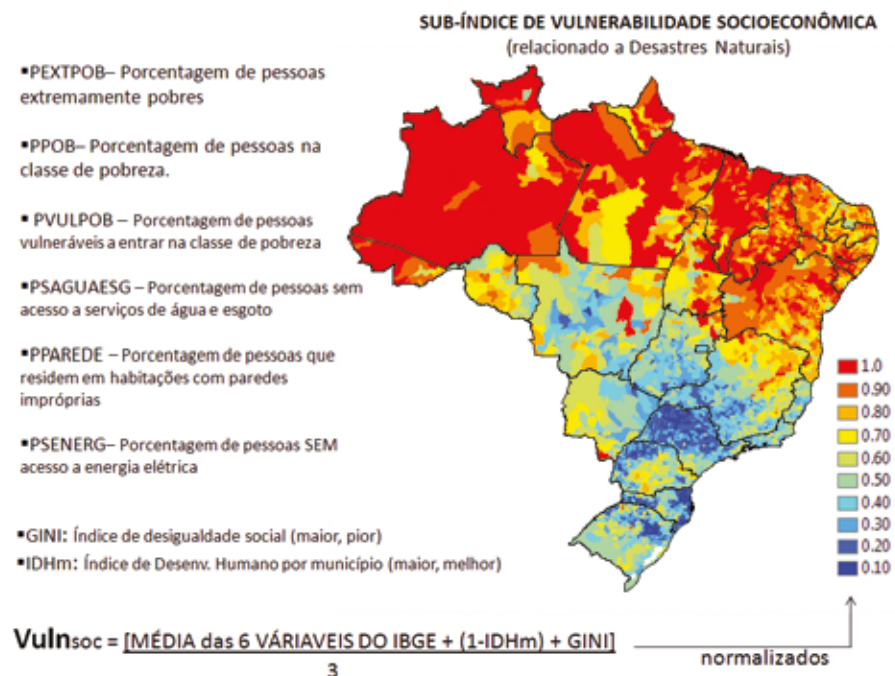 SUB-ÍNDICE DE VULNERABILIDADE SOCIOECONÔMICA
(relacionado a Desastres Naturais)
▪PEXTPOB– Porcentagem de pessoas
extremamente pobres
▪PPOB– Porcentagem de pessoas na
classe de pobreza.
▪ PVULPOB – Porcentagem de pessoas
vulneráveis a entrar na classe de pobreza
▪PSAGUAESG – Porcentagem de pessoas sem
acesso a serviços de água e esgoto
▪PPAREDE – Porcentagem de pessoas que
residem em habitações com paredes
impróprias
▪PSENERG– Porcentagem de pessoas SEM
acesso a energia elétrica
▪GINI: Índice de desigualdade social (maior, pior)
▪IDHm: Índice de Desenv. Humano por município (maior, melhor)
1.0
0.90
0.80
0.70
0.60
0.50
0.40
0.30
0.20
0.10
Vulnsoc = [MÉDIA das 6 VÁRIAVEIS DO IBGE + (1-IDHm) + GINI]
3
normalizados